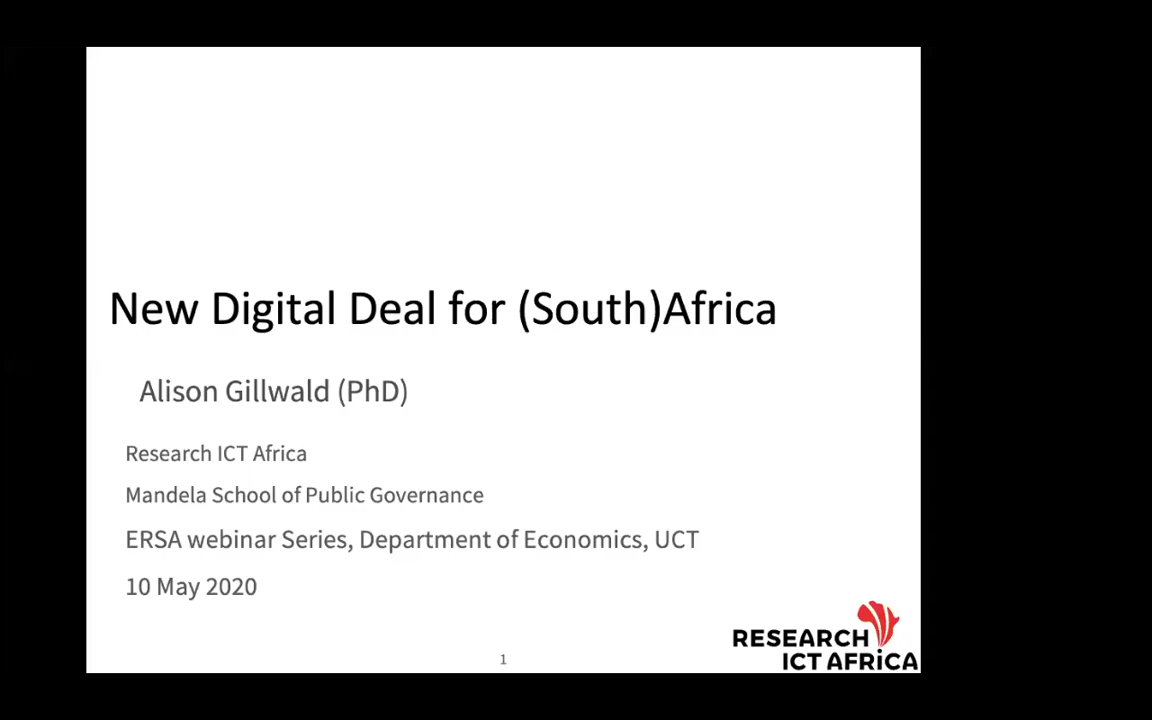 New Digital Deal for (South)Africa
Alison Gillwald (PhD)
Research ICT Africa
Mandela School of Public Governance
ERSA webinar Series, Department of Economics, UCT
10 May 2020
1
RESEARCH
ICT AFRICA